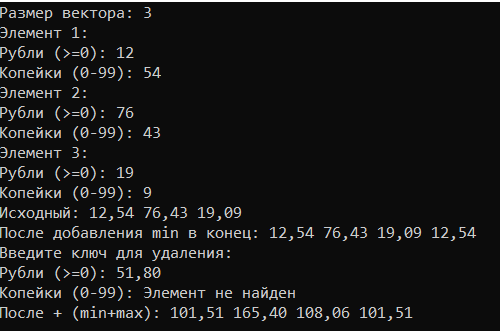 Размер вектора: 3
Элемент 1:
Рубли (>=0): 12
Копейки (0-99): 54
Элемент 2:
Рубли (>=0): 76
Копейки (0-99): 43
Элемент 3:
Рубли (>=0): 19
Копейки (0-99): 9
Исходный: 12,54 76,43 19,09
После добавления min в конец: 12,54 76,43 19,09 12,54
Введите ключ для удаления:
Рубли (>=0): 51,80
Копейки (0-99): Элемент не найден
После + (min+max): 101,51 165,40 108,06 101,51